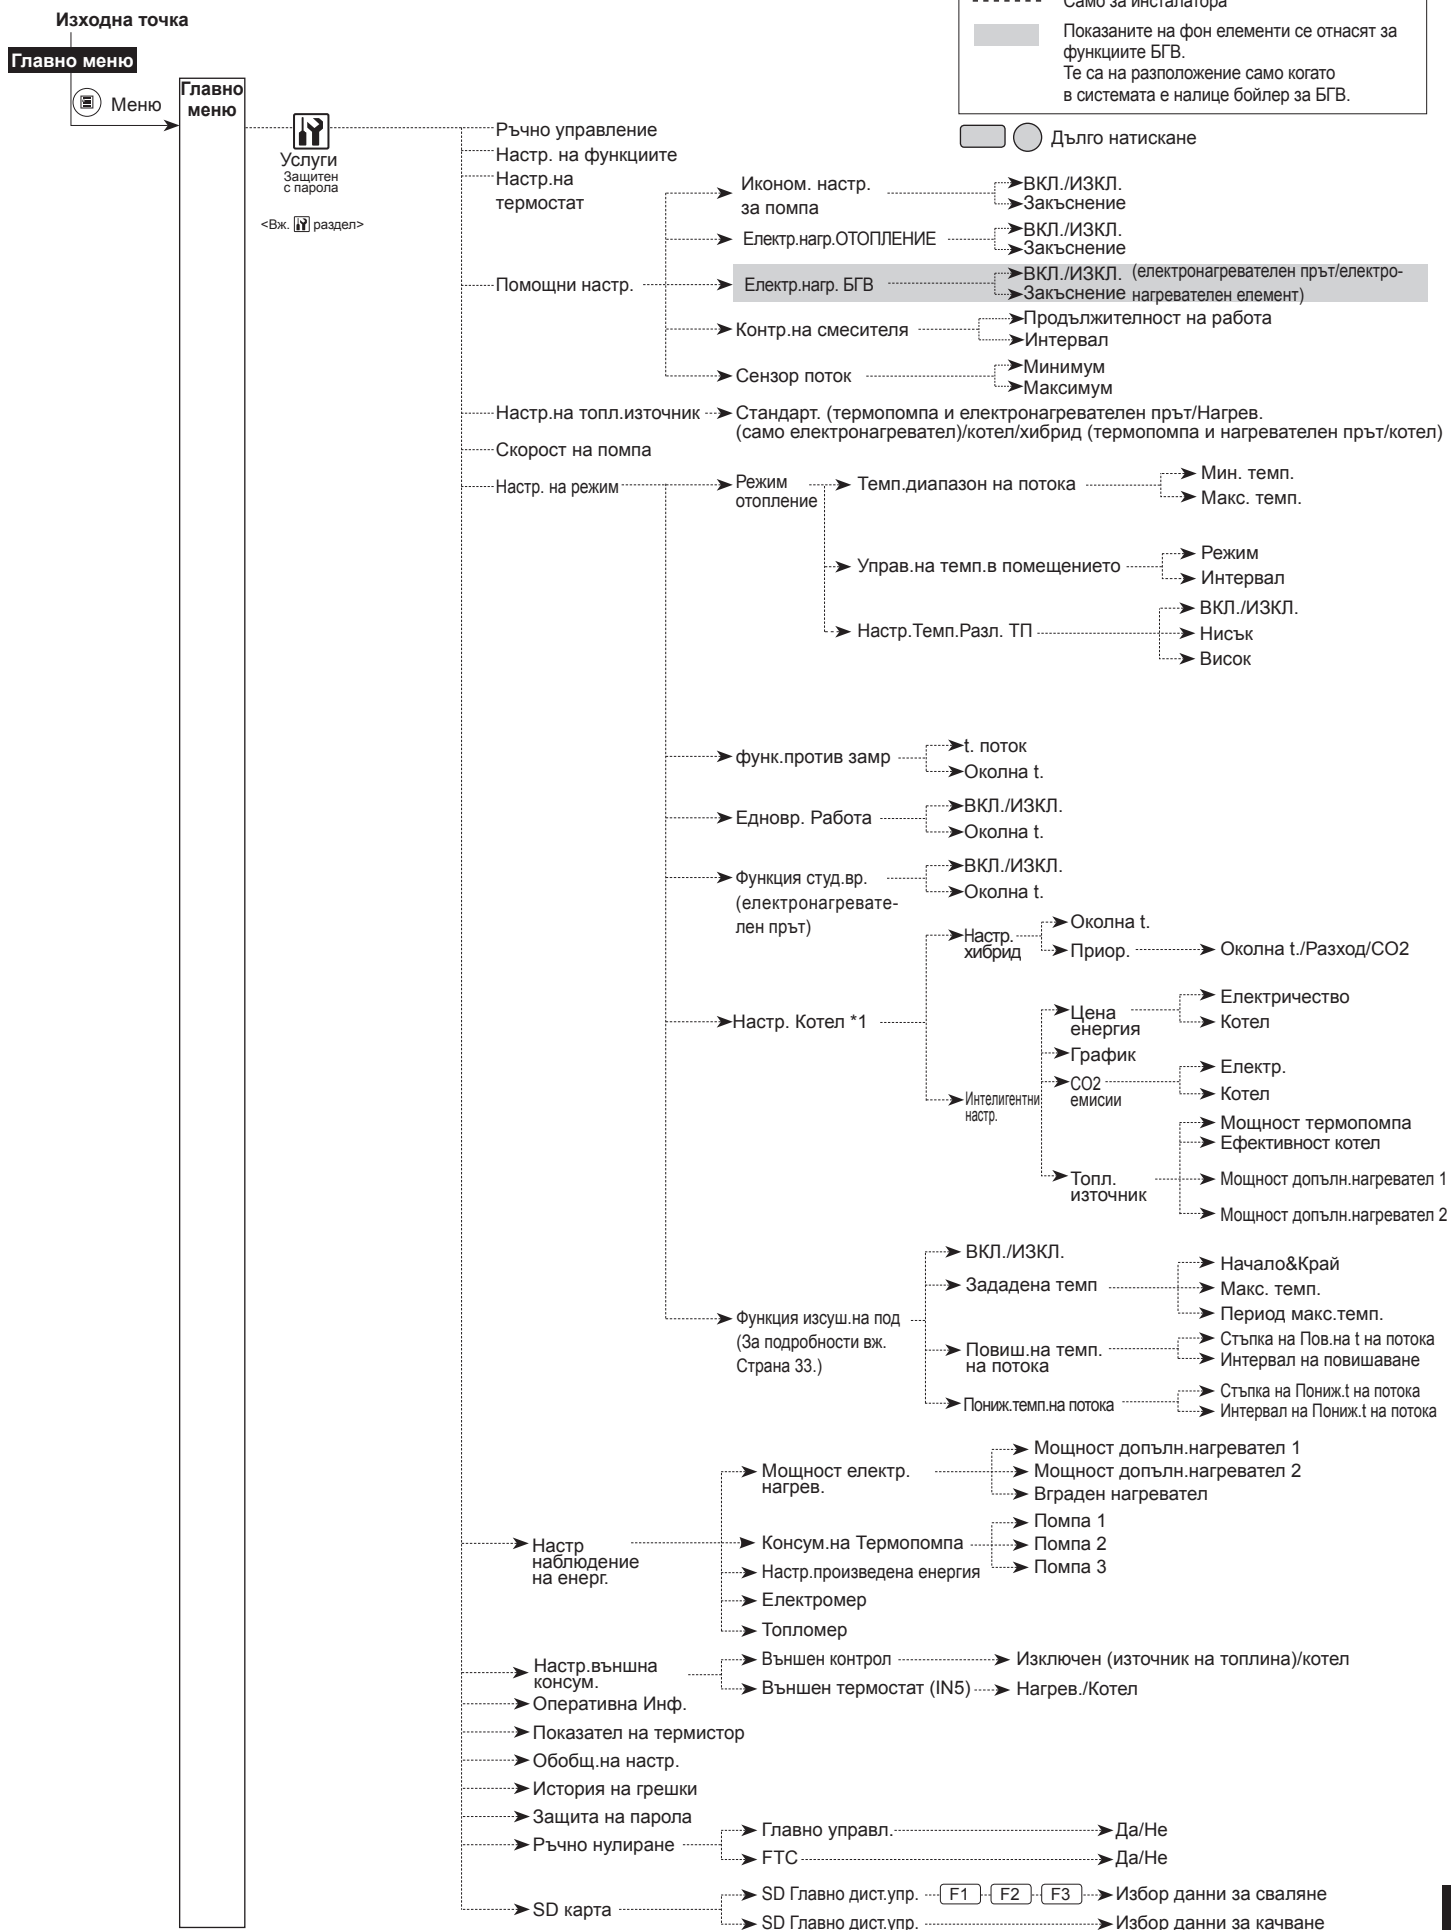 Само за инсталатора
Изходна точка
Главно меню
Меню
Главно
меню
Показаните на фон елементи се отнасят за
функциите БГВ.
Те са на разположение само когато
в системата е налице бойлер за БГВ.
Дълго натискане
Услуги
Защитен
с парола
<Вж. раздел>
Ръчно управление
Настр. на функциите
Настр.на
термостат
Помощни настр.
Иконом. настр.
за помпа
ВКЛ./ИЗКЛ.
Закъснение
Електр.нагр.ОТОПЛЕНИЕ
ВКЛ./ИЗКЛ.
Закъснение
Електр.нагр. БГВ
ВКЛ./ИЗКЛ. (електронагревателен прът/електро-
Закъснение нагревателен елемент)
Контр.на смесителя
Продължителност на работа
Интервал
Сензор поток
Минимум
Максимум
Настр.на топл.източник
Стандарт. (термопомпа и електронагревателен прът/Нагрев.
(само електронагревател)/котел/хибрид (термопомпа и нагревателен прът/котел)
Скорост на помпа
Настр. на режим
Режим
отопление
Темп.диапазон на потока
Мин. темп.
Макс. темп.
Управ.на темп.в помещението
Режим
Интервал
Настр.Темп.Разл. ТП
ВКЛ./ИЗКЛ.
Нисък
Висок
функ.против замр
t. поток
Околна t.
Едновр. Работа
ВКЛ./ИЗКЛ.
Околна t.
Функция студ.вр.
(електронагревате-
лен прът)
ВКЛ./ИЗКЛ.
Околна t.
Настр. Котел *1
Настр.
хибрид
Околна t.
Приор.
Околна t./Разход/CO2
Интелигентни
настр.
Цена
енергия
Електричество
Котел
График
CO2
емисии
Електр.
Котел
Топл.
източник
Мощност термопомпа
Ефективност котел
Мощност допълн.нагревател 1
Мощност допълн.нагревател 2
Функция изсуш.на под
(За подробности вж.
Страна 33.)
ВКЛ./ИЗКЛ.
Зададена темп
Начало&Край
Макс. темп.
Период макс.темп.
Повиш.на темп.
на потока
Стъпка на Пов.на t на потока
Интервал на повишаване
Пониж.темп.на потока
Стъпка на Пониж.t на потока
Интервал на Пониж.t на потока
Настр
наблюдение
на енерг.
Мощност електр.
нагрев.
Мощност допълн.нагревател 1
Мощност допълн.нагревател 2
Вграден нагревател
Консум.на Термопомпа
Помпа 1
Помпа 2
Помпа 3
Настр.произведена енергия
Електромер
Топломер
Настр.външна
консум.
Външен контрол
Изключен (източник на топлина)/котел
Външен термостат (IN5)
Нагрев./Котел
Оперативна Инф.
Показател на термистор
Обобщ.на настр.
История на грешки
Защита на парола
Ръчно нулиране
Главно управл.
Да/Не
FTC
Да/Не
SD карта
SD Главно дист.упр.
F1 F2 F3
Избор данни за сваляне
SD Главно дист.упр.
Избор данни за качване